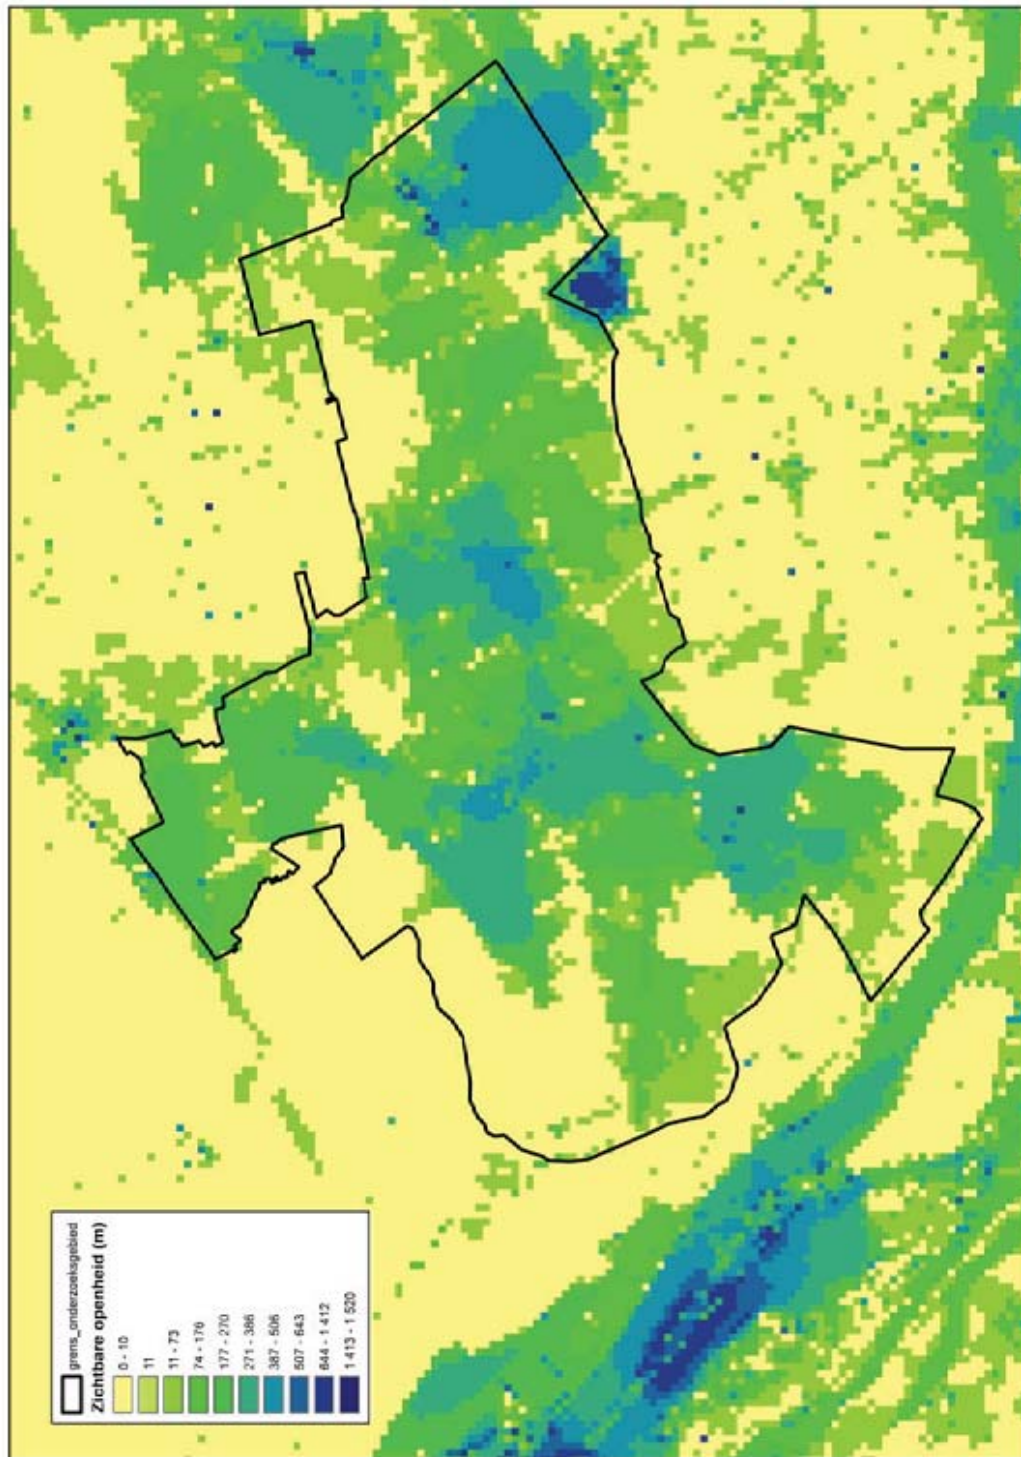 grens_onderzoeksgebied
Zichtbare openheid (m)
0 - 10
11
11 - 73
74 - 176
177 - 270
271 - 386
387 - 506
507 - 643
644 - 1 412
1 413 - 1 520